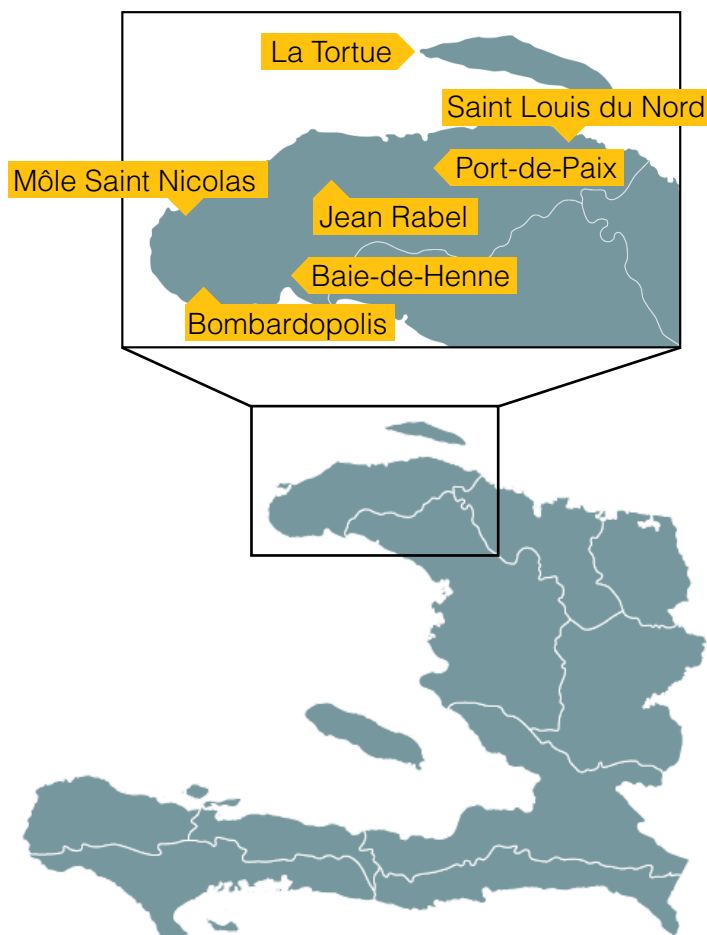 La Tortue
Saint Louis du Nord
Port-de-Paix
Môle Saint Nicolas
Jean Rabel
Baie-de-Henne
Bombardopolis